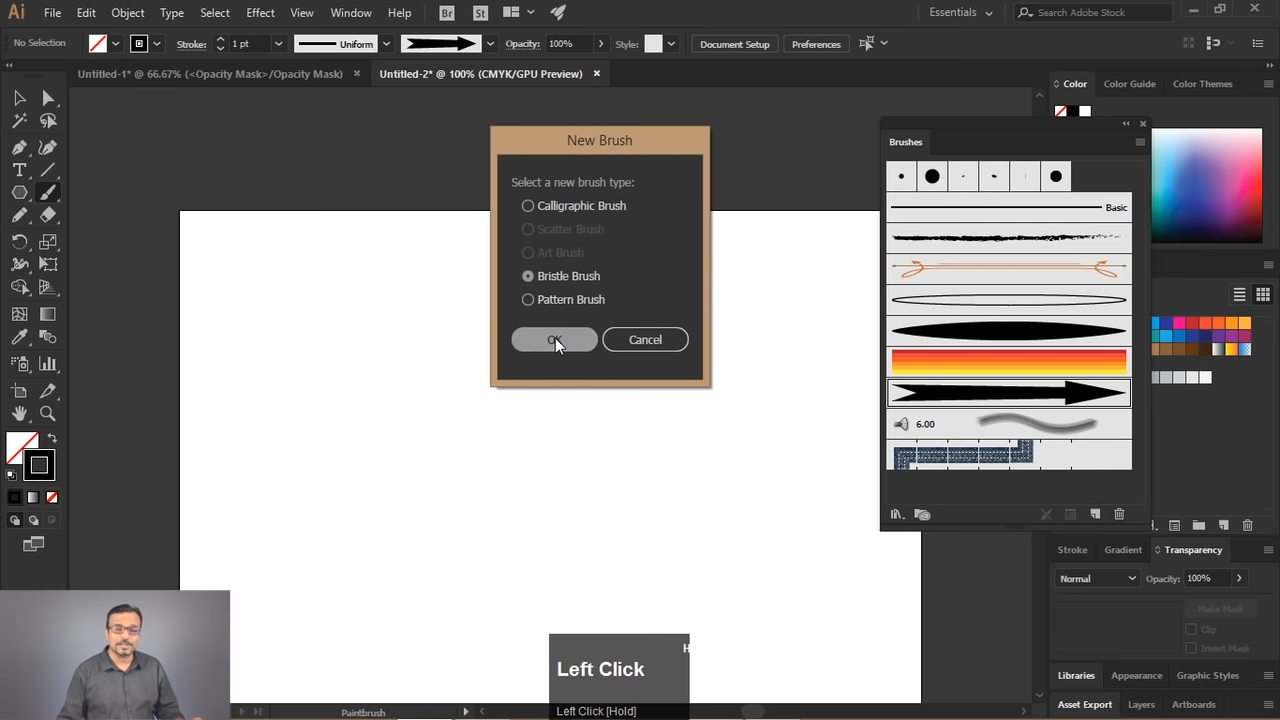 Ai File Edit Object Type Select Effect View Window Help Br St Essentials Search Adobe Stock
No Selection Stroke: 1 pt Uniform Opacity: 100% Style: Document Setup Preferences
Untitled-1* @ 66.67% (<Opacity Mask>/Opacity Mask) × Untitled-2* @ 100% (CMYK/GPU Preview) ×
Color Color Guide Color Themes
New Brush
Select a new brush type:
Calligraphic Brush
Scatter Brush
Art Brush
Bristle Brush
Pattern Brush
OK Cancel
Brushes
Basic
6.00
Stroke Gradient Transparency
Normal Opacity: 100%
Make Mask
Clip
Invert Mask
Libraries Appearance Graphic Styles
Asset Export Layers Artboards
H
Left Click
Left Click [Hold]
Paintbrush